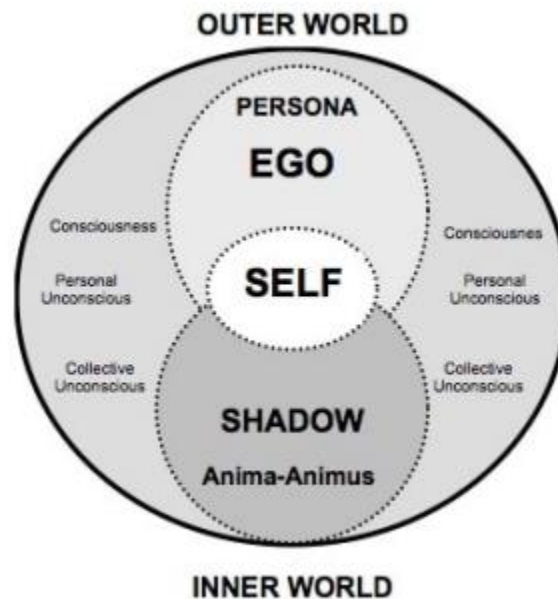 OUTER WORLD
PERSONA
EGO
Consciousness
Consciousnes
SELF
Personal
Unconscious
Personal
Unconscious
Collective
Unconscious
Collective
Unconscious
SHADOW
Anima-Animus
INNER WORLD